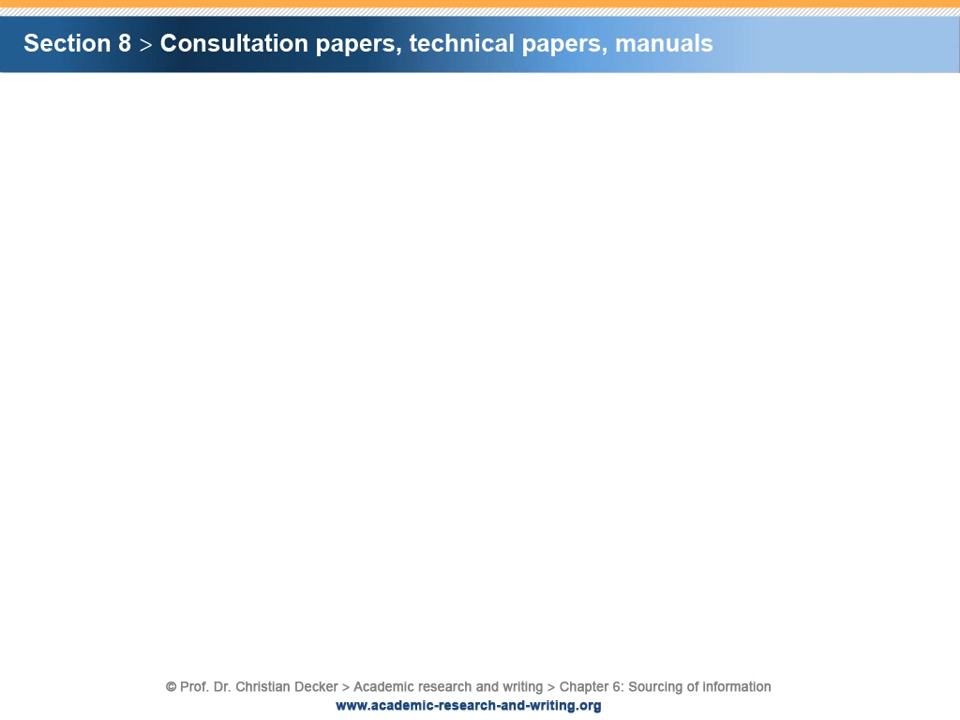 Section 8 > Consultation papers, technical papers, manuals
© Prof. Dr. Christian Decker > Academic research and writing > Chapter 6: Sourcing of information
www.academic-research-and-writing.org